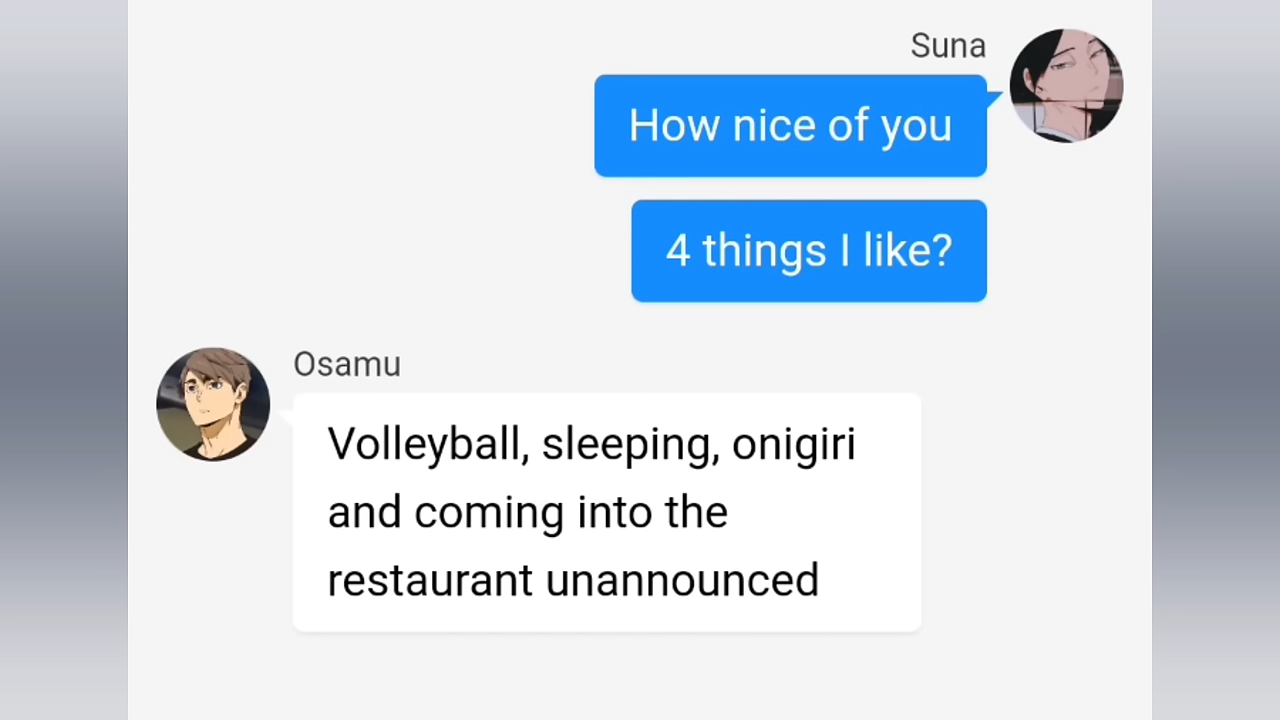 Suna
How nice of you
4 things I like?
Osamu
Volleyball, sleeping, onigiri
and coming into the
restaurant unannounced